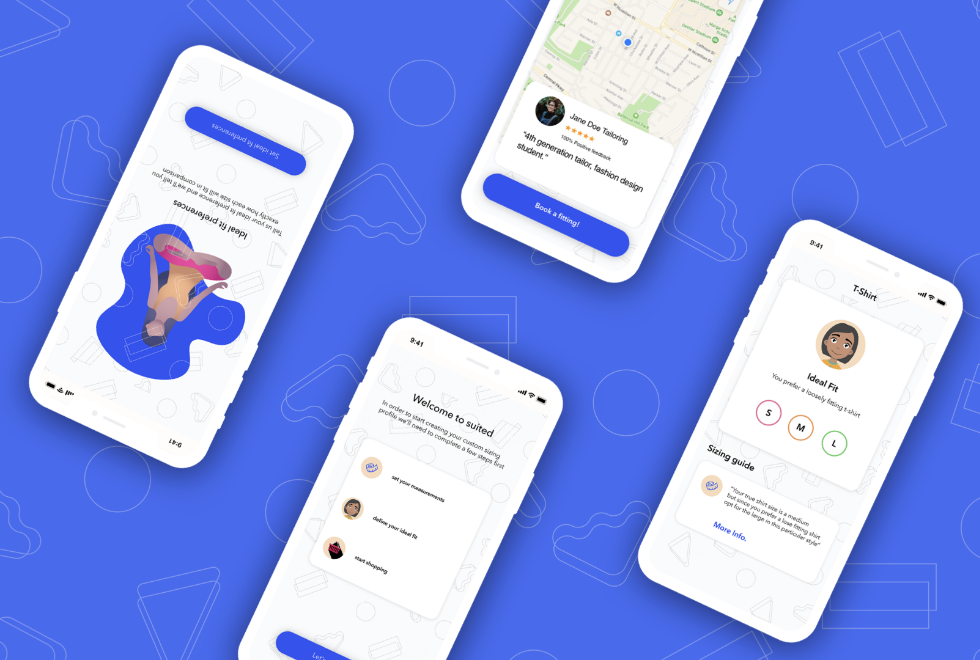 Set ideal fit preferences
Ideal fit preferences
Tell us your ideal fit preference and we'll tell you
exactly how each size will fit in comparison
9:41
Jane Doe Tailoring
100% Positive feedback
"4th generation tailor, fashion design
student."
Book a fitting!
9:41
Welcome to suited
In order to start creating your custom sizing
profile we'll need to complete a few steps first
set your measurements
define your ideal fit
start shopping
9:41
T-Shirt
Ideal Fit
You prefer a loosely fitting t-shirt
S
M
L
Sizing guide
"Your true shirt size is a medium
but since you prefer a lose fitting shirt
opt for the large in this particular style"
More Info.